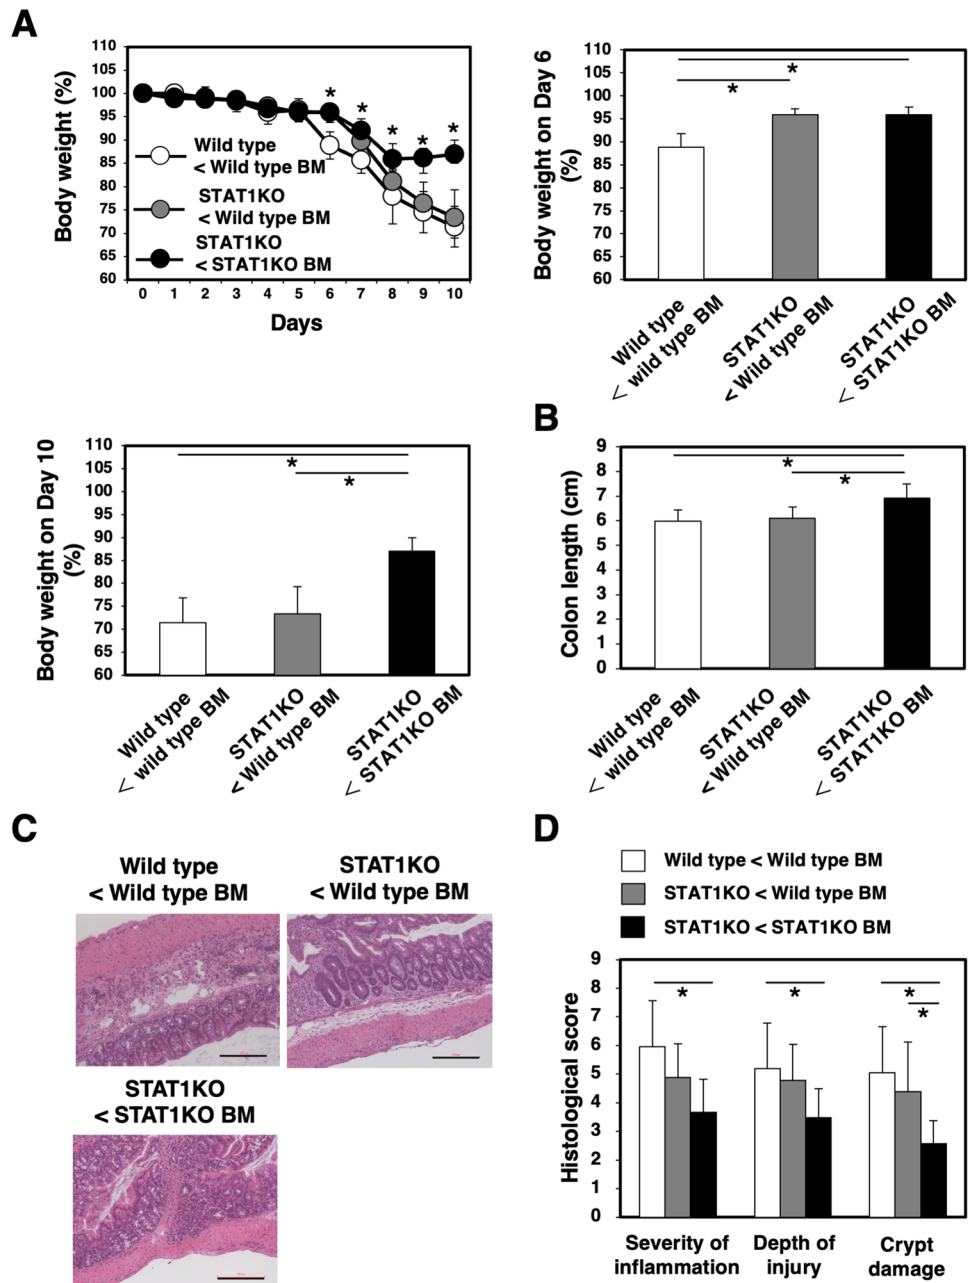 A
Body weight (%)
110
105
100
95
90
85
80
75
70
65
60
* * * * *
Wild type
< Wild type BM
STAT1KO
< Wild type BM
STAT1KO
< STAT1KO BM
0 1 2 3 4 5 6 7 8 9 10
Days
Body weight on Day 6
(%)
110
105
100
95
90
85
80
75
70
65
60
*
*
Wild type
< wild type BM
STAT1KO
< Wild type BM
STAT1KO
< STAT1KO BM
Body weight on Day 10
(%)
110
105
100
95
90
85
80
75
70
65
60
*
*
Wild type
< wild type BM
STAT1KO
< Wild type BM
STAT1KO
< STAT1KO BM
B
Colon length (cm)
9
8
7
6
5
4
3
2
1
0
*
*
Wild type
< wild type BM
STAT1KO
< Wild type BM
STAT1KO
< STAT1KO BM
C
Wild type
< Wild type BM
STAT1KO
< Wild type BM
STAT1KO
< STAT1KO BM
D
Wild type < Wild type BM
STAT1KO < Wild type BM
STAT1KO < STAT1KO BM
Histological score
9
8
7
6
5
4
3
2
1
0
* * *
*
Severity of
inflammation
Depth of
injury
Crypt
damage